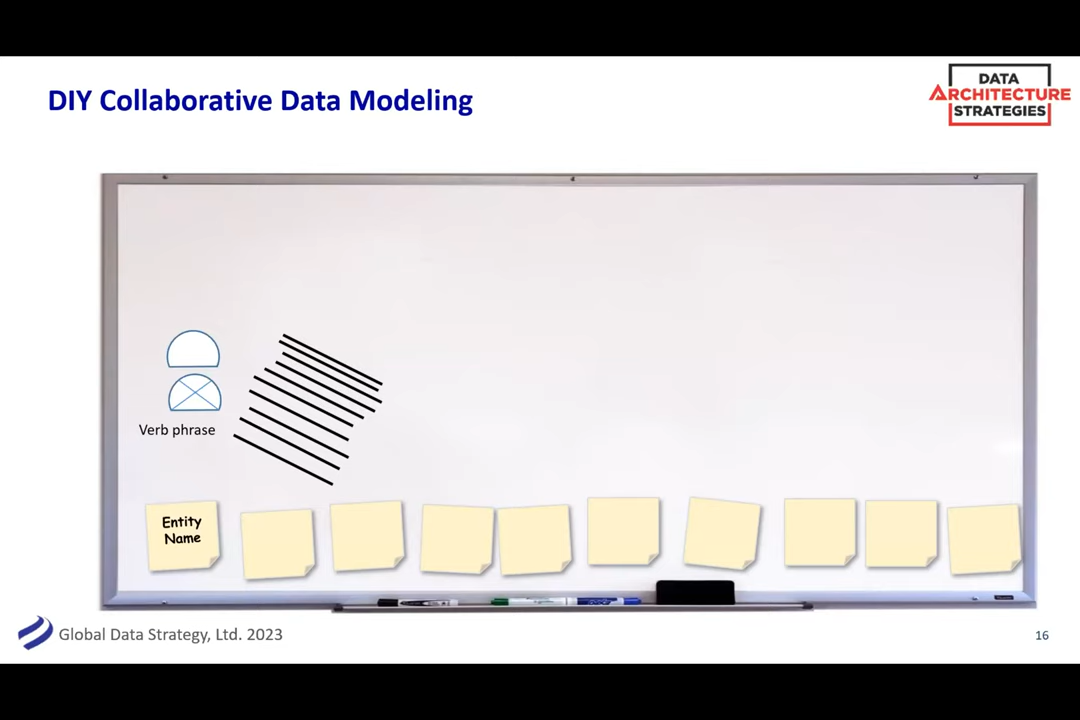 DIY Collaborative Data Modeling
DATA
ARCHITECTURE
STRATEGIES
Verb phrase
Entity
Name
Global Data Strategy, Ltd. 2023
16